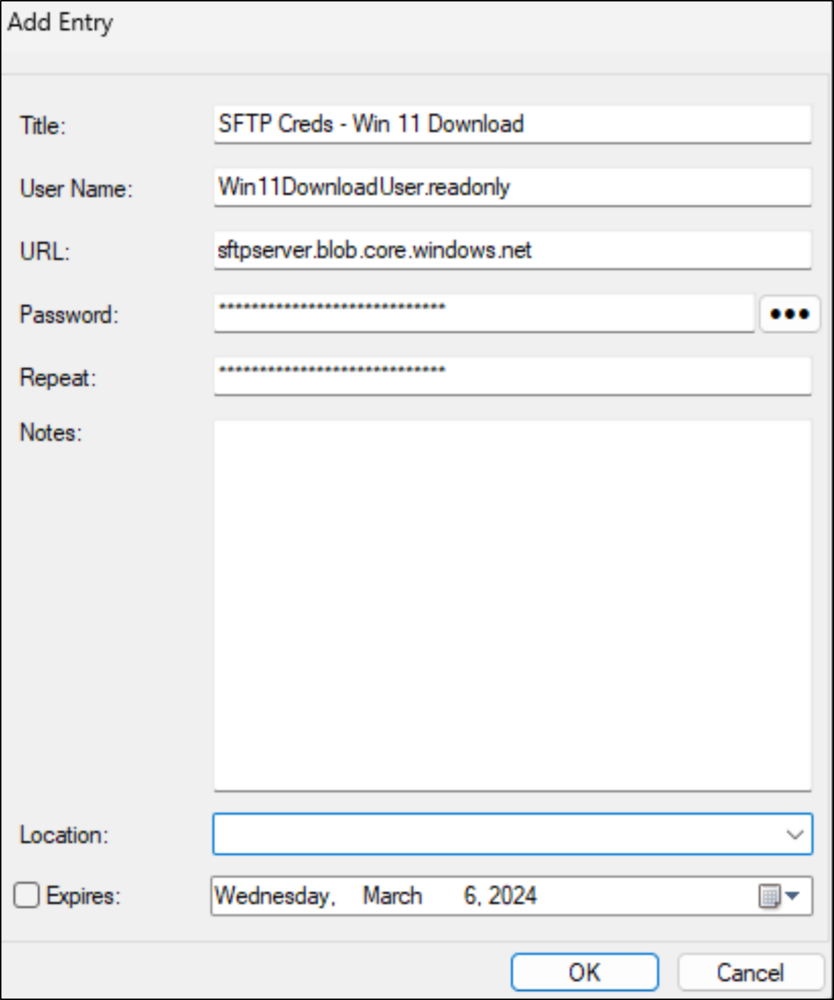 Add Entry
Title: SFTP Creds - Win 11 Download
User Name: Win11DownloadUser.readonly
URL: sftpserver.blob.core.windows.net
Password: ****************************
Repeat: ****************************
Notes:
Location:
Expires: Wednesday, March 6, 2024
OK Cancel